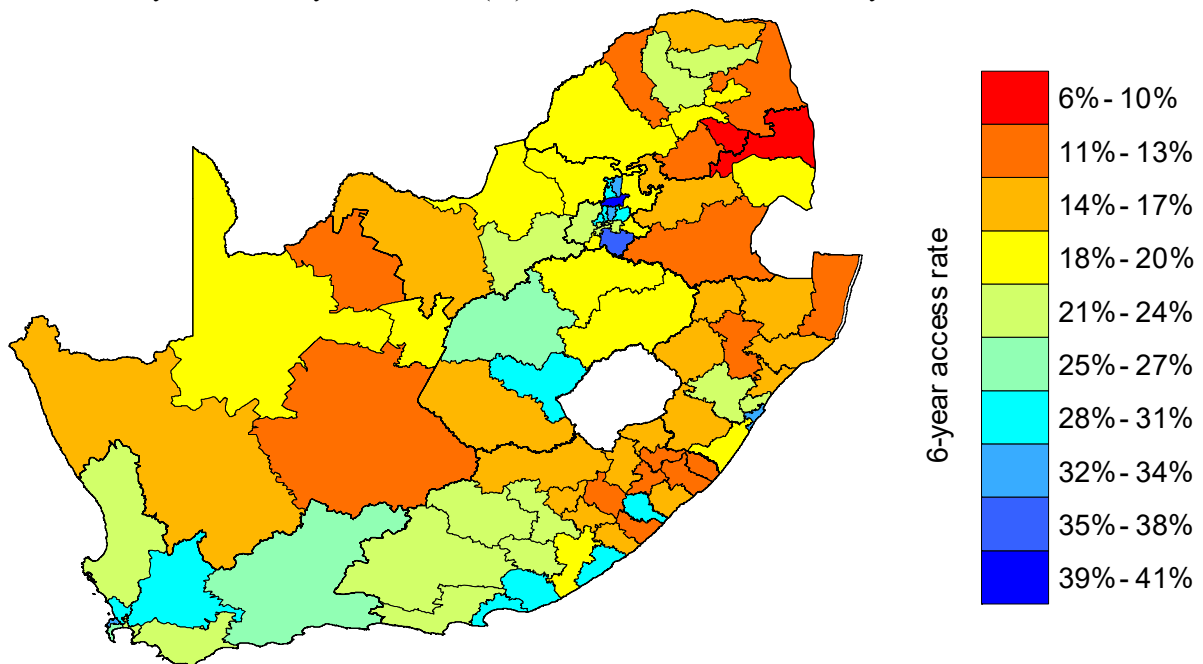 6-year access rate
6% - 10%
11% - 13%
14% - 17%
18% - 20%
21% - 24%
25% - 27%
28% - 31%
32% - 34%
35% - 38%
39% - 41%